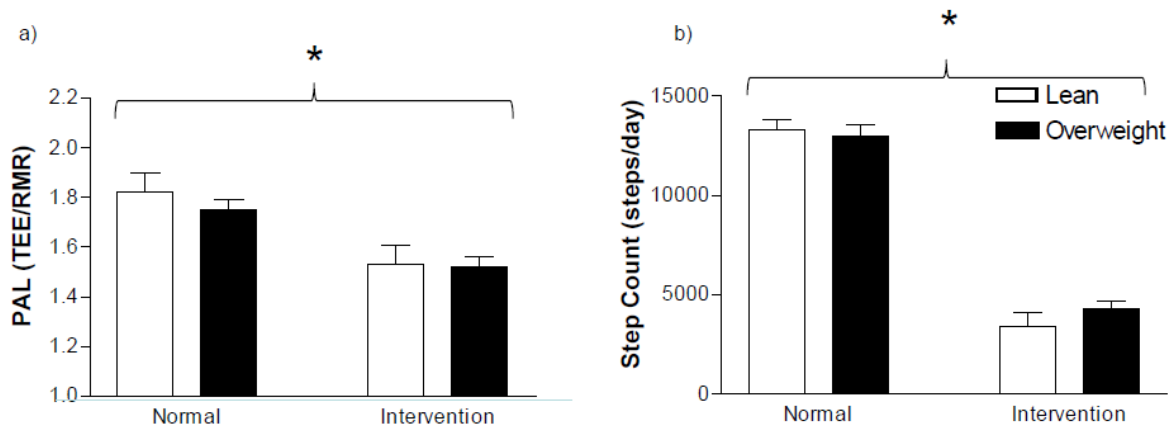 a)
*
PAL (TEE/RMR)
2.2
2.0
1.8
1.6
1.4
1.2
1.0
Normal Intervention
b)
*
Step Count (steps/day)
15000
10000
5000
0
Lean
Overweight
Normal Intervention